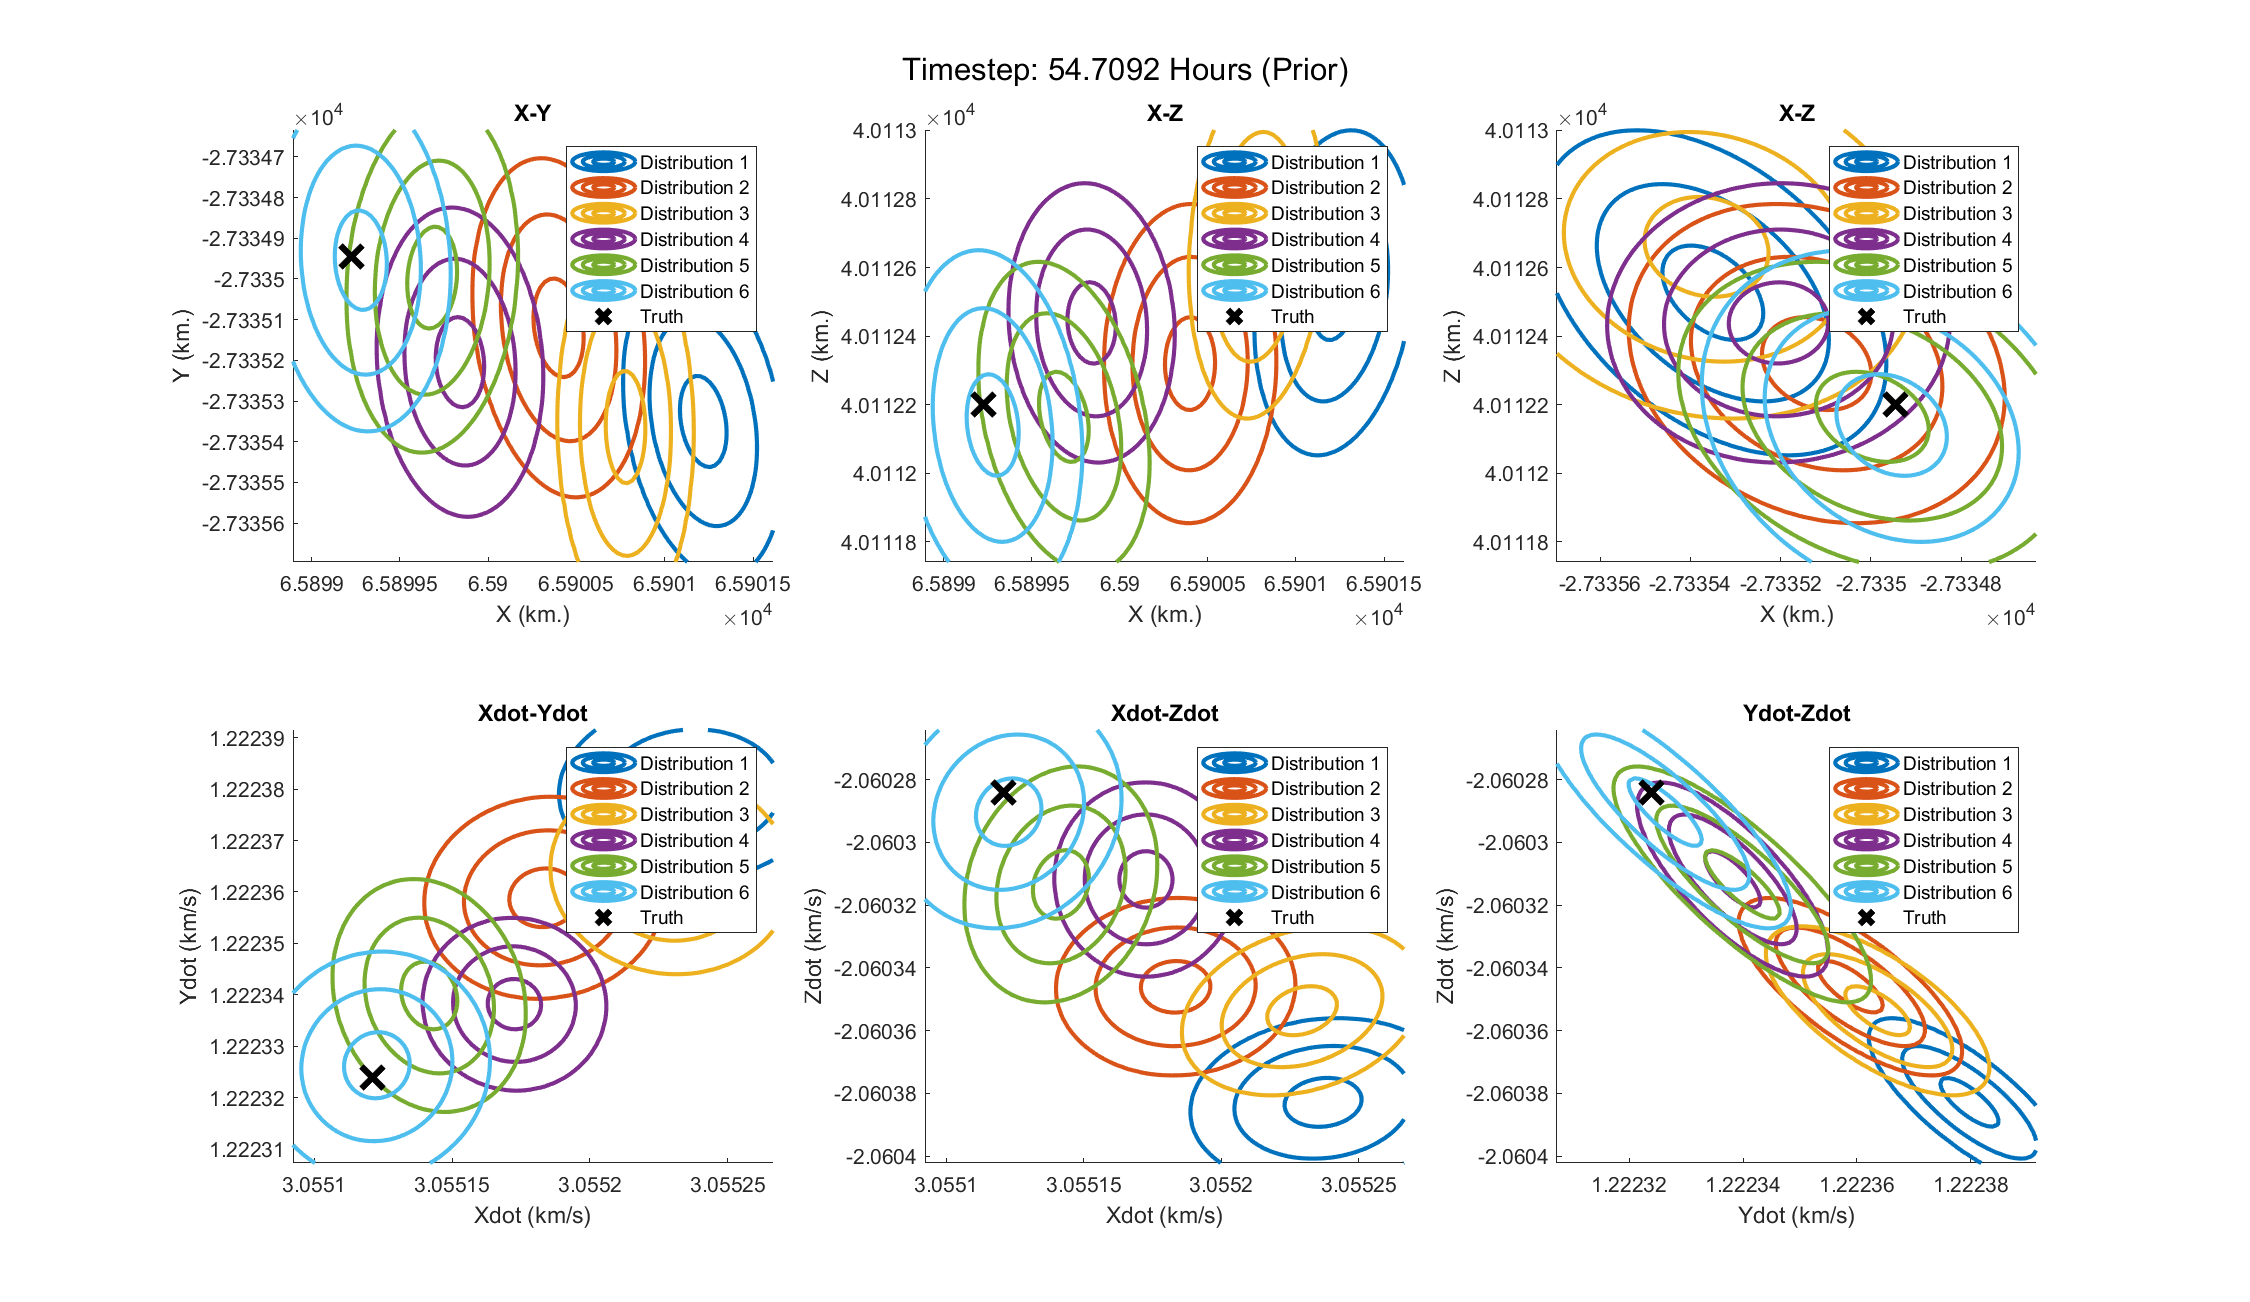 Timestep: 54.7092 Hours (Prior)
X-Y
×10^4
-2.73347
-2.73348
-2.73349
-2.7335
-2.73351
-2.73352
-2.73353
-2.73354
-2.73355
-2.73356
Y (km.)
6.5899 6.58995 6.59 6.59005 6.5901 6.59015
X (km.)
×10^4
Distribution 1
Distribution 2
Distribution 3
Distribution 4
Distribution 5
Distribution 6
Truth
X-Z
×10^4
4.0113
4.01128
4.01126
4.01124
4.01122
4.0112
4.01118
Z (km.)
6.5899 6.58995 6.59 6.59005 6.5901 6.59015
X (km.)
×10^4
Distribution 1
Distribution 2
Distribution 3
Distribution 4
Distribution 5
Distribution 6
Truth
X-Z
×10^4
4.0113
4.01128
4.01126
4.01124
4.01122
4.0112
4.01118
Z (km.)
-2.73356 -2.73354 -2.73352 -2.7335 -2.73348
X (km.)
×10^4
Distribution 1
Distribution 2
Distribution 3
Distribution 4
Distribution 5
Distribution 6
Truth
Xdot-Ydot
1.22239
1.22238
1.22237
1.22236
1.22235
1.22234
1.22233
1.22232
1.22231
Ydot (km/s)
3.0551 3.05515 3.0552 3.05525
Xdot (km/s)
Distribution 1
Distribution 2
Distribution 3
Distribution 4
Distribution 5
Distribution 6
Truth
Xdot-Zdot
-2.06028
-2.0603
-2.06032
-2.06034
-2.06036
-2.06038
-2.0604
Zdot (km/s)
3.0551 3.05515 3.0552 3.05525
Xdot (km/s)
Distribution 1
Distribution 2
Distribution 3
Distribution 4
Distribution 5
Distribution 6
Truth
Ydot-Zdot
-2.06028
-2.0603
-2.06032
-2.06034
-2.06036
-2.06038
-2.0604
Zdot (km/s)
1.22232 1.22234 1.22236 1.22238
Ydot (km/s)
Distribution 1
Distribution 2
Distribution 3
Distribution 4
Distribution 5
Distribution 6
Truth